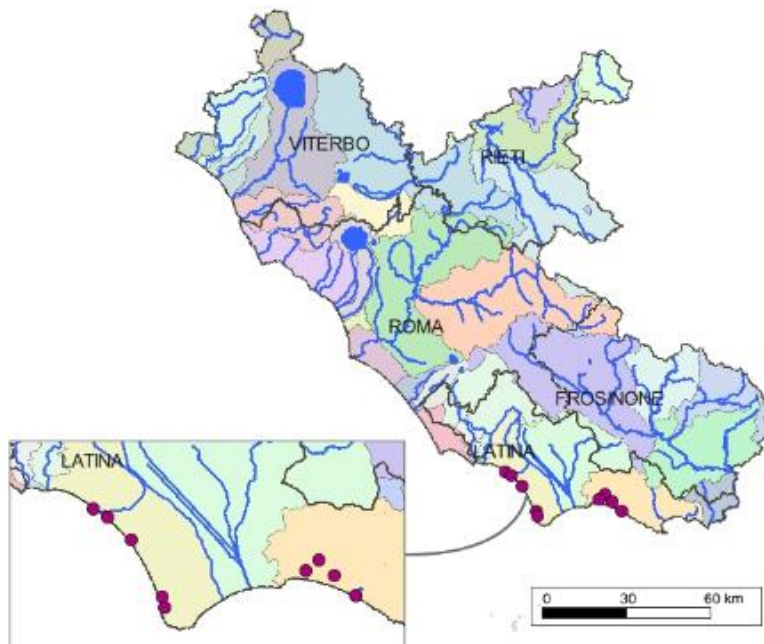 VITERBO
RIETI
ROMA
FROSINONE
LATINA
LATINA
0 30 60 km